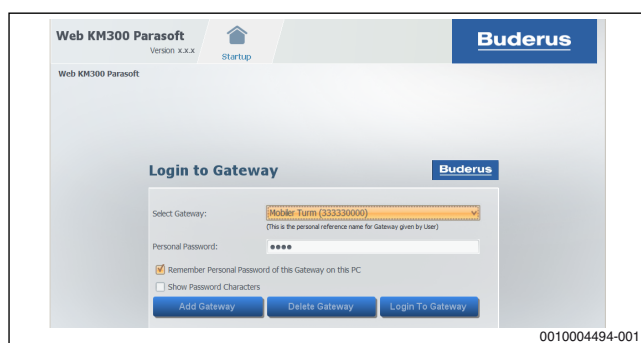 Web KM300 Parasoft
Version x.x.x
Startup
Buderus
Web KM300 Parasoft
Login to Gateway
Buderus
Select Gateway:
Mobiler Turm (333330000)
(This is the personal reference name for Gateway given by User)
Personal Password:
●●●●
Remember Personal Password of this Gateway on this PC
Show Password Characters
Add Gateway
Delete Gateway
Login To Gateway
0010004494-001